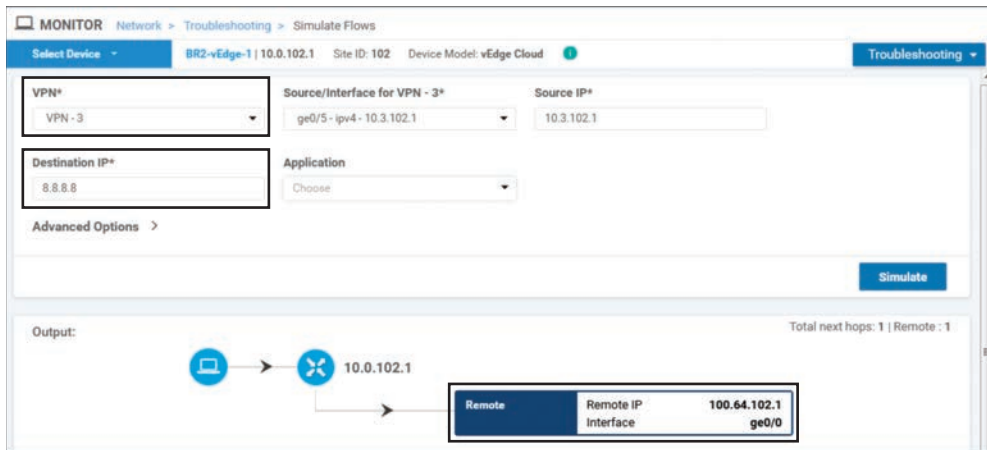 MONITOR Network > Troubleshooting > Simulate Flows
Select Device BR2-vEdge-1 | 10.0.102.1 Site ID: 102 Device Model: vEdge Cloud i Troubleshooting
VPN* Source/Interface for VPN - 3* Source IP*
VPN - 3 ge0/5 - ipv4 - 10.3.102.1 10.3.102.1
Destination IP* Application
8.8.8.8 Choose
Advanced Options >
Simulate
Output: Total next hops: 1 | Remote : 1
10.0.102.1
Remote Remote IP 100.64.102.1
Interface ge0/0